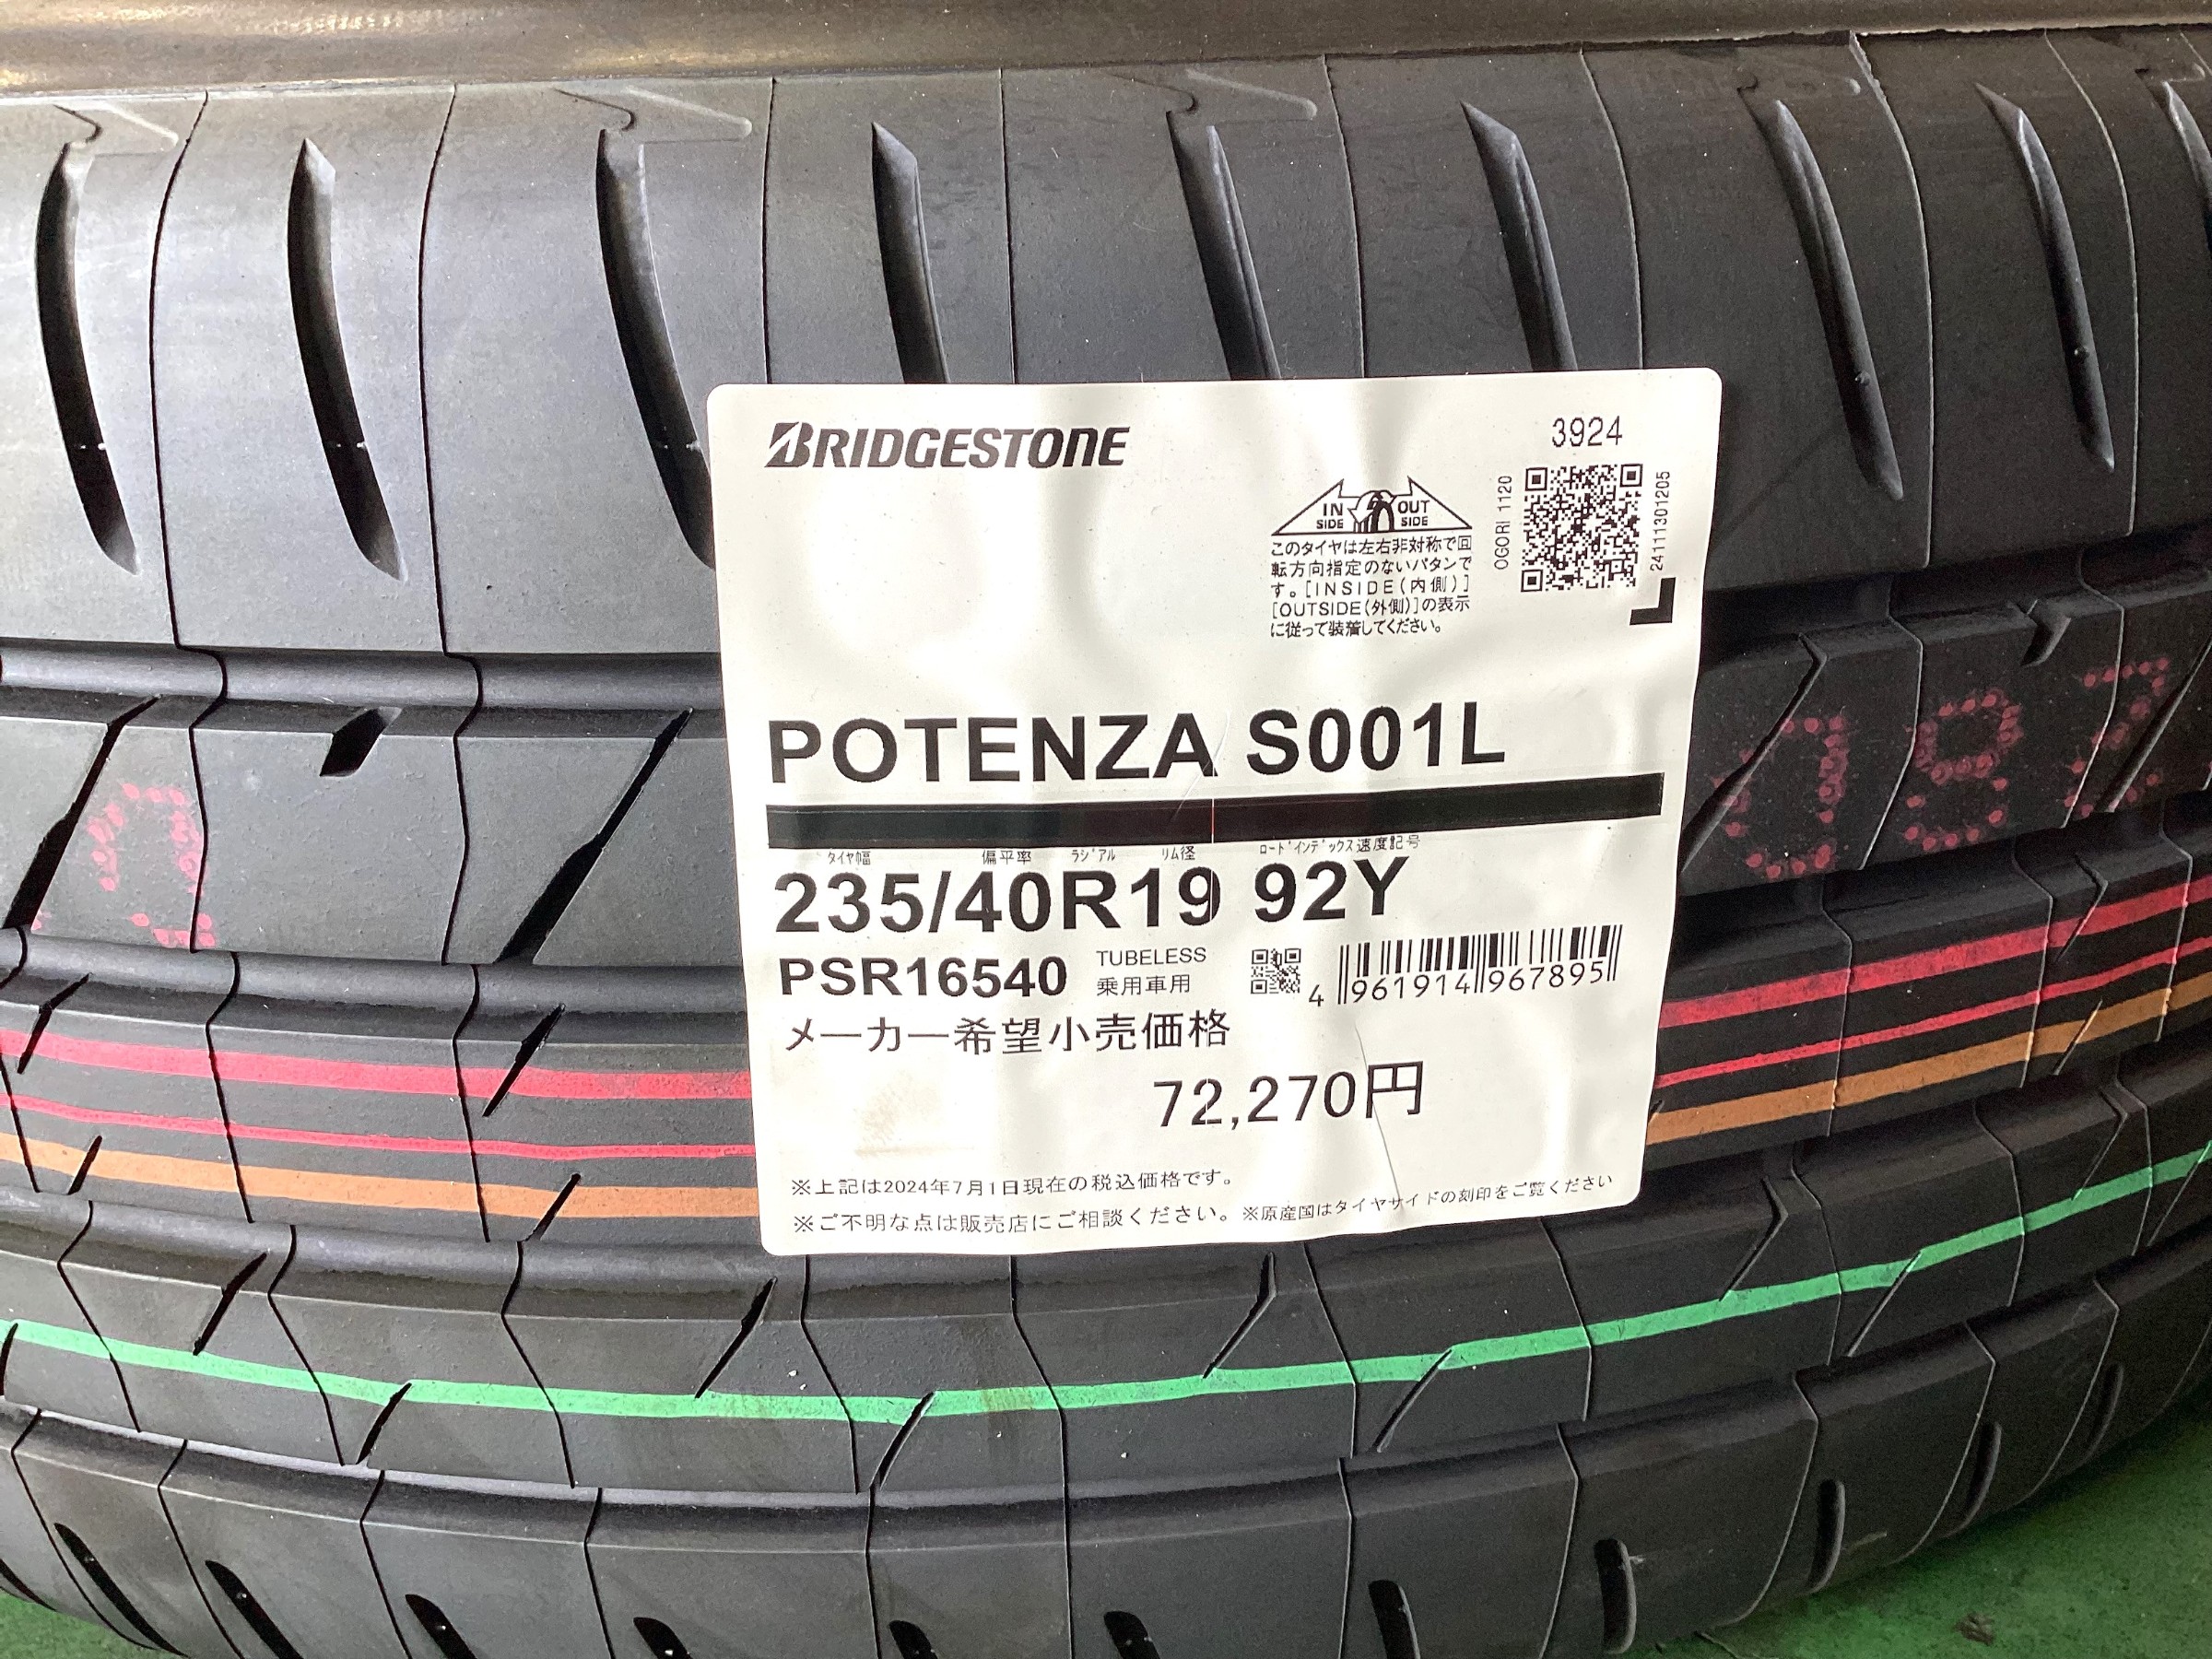 BRIDGESTONE
3924
OGORI 1120
24111301205
IN SIDE
OUT SIDE
このタイヤは左右非対称で回
転方向指定のないパタンで
す。[INSIDE(内側)]
[OUTSIDE(外側)]の表示
に従って装着してください。
POTENZA S001L
タイヤ幅 偏平率 ラジアル リム径 ロードインデックス 速度記号
235/40R19 92Y
PSR16540
TUBELESS
乗用車用
4 961914 967895
メーカー希望小売価格
72,270円
※上記は2024年7月1日現在の税込価格です。
※ご不明な点は販売店にご相談ください。※原産国はタイヤサイドの刻印をご覧ください